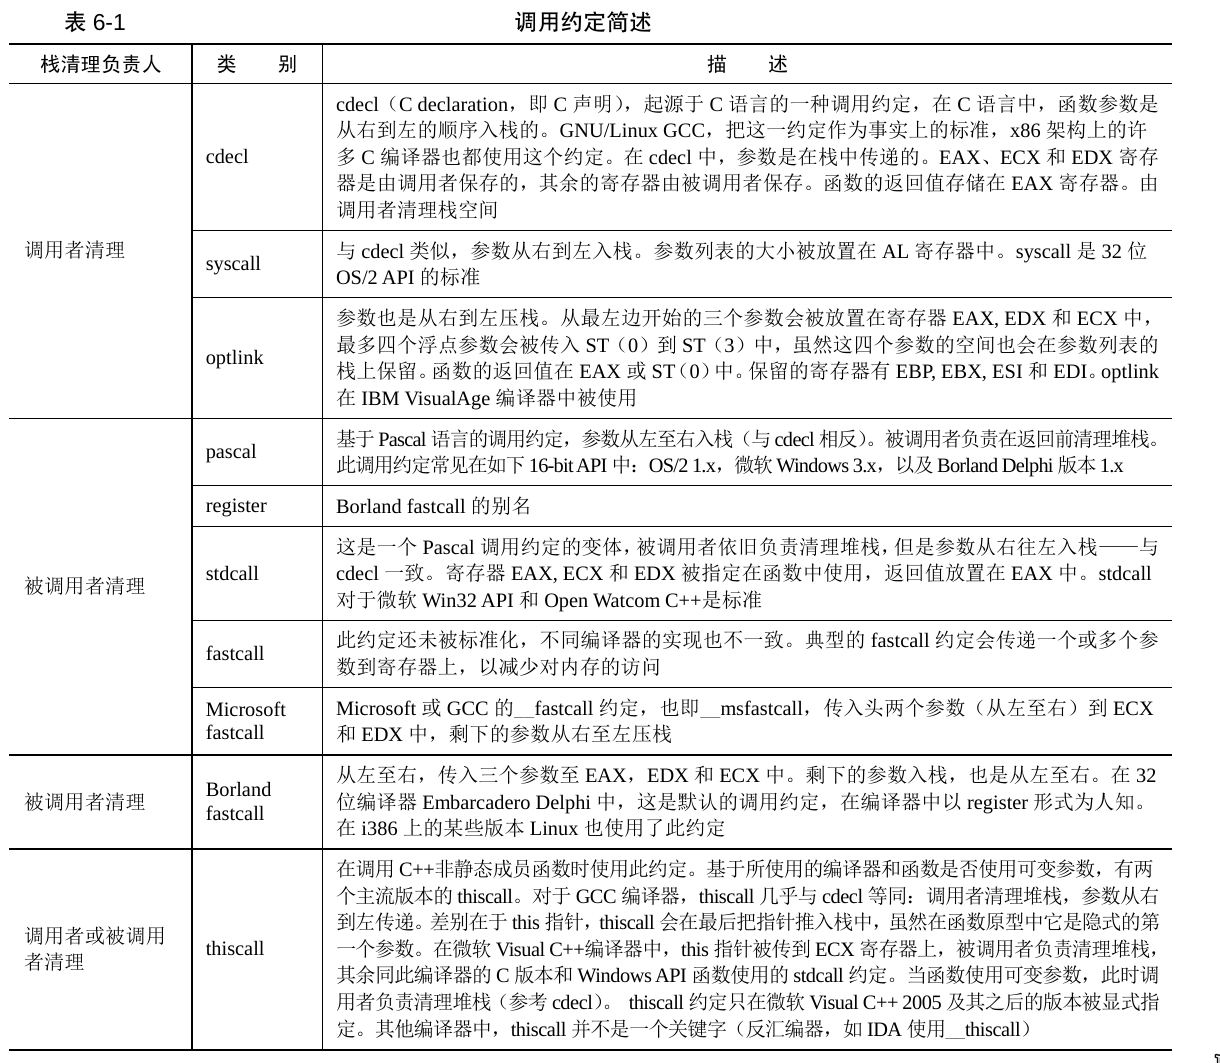 表 6-1
调用约定简述
栈清理负责人 类 别 描 述
调用者清理
cdecl
cdecl（C declaration，即 C 声明），起源于 C 语言的一种调用约定，在 C 语言中，函数参数是
从右到左的顺序入栈的。GNU/Linux GCC，把这一约定作为事实上的标准，x86 架构上的许
多 C 编译器也都使用这个约定。在 cdecl 中，参数是在栈中传递的。EAX、ECX 和 EDX 寄存
器是由调用者保存的，其余的寄存器由被调用者保存。函数的返回值存储在 EAX 寄存器。由
调用者清理栈空间
syscall
与 cdecl 类似，参数从右到左入栈。参数列表的大小被放置在 AL 寄存器中。syscall 是 32 位
OS/2 API 的标准
optlink
参数也是从右到左压栈。从最左边开始的三个参数会被放置在寄存器 EAX, EDX 和 ECX 中，
最多四个浮点参数会被传入 ST（0）到 ST（3）中，虽然这四个参数的空间也会在参数列表的
栈上保留。函数的返回值在 EAX 或 ST（0）中。保留的寄存器有 EBP, EBX, ESI 和 EDI。optlink
在 IBM VisualAge 编译器中被使用
被调用者清理
pascal
基于 Pascal 语言的调用约定，参数从左至右入栈（与 cdecl 相反）。被调用者负责在返回前清理堆栈。
此调用约定常见在如下 16-bit API 中：OS/2 1.x，微软 Windows 3.x，以及 Borland Delphi 版本 1.x
register
Borland fastcall 的别名
stdcall
这是一个 Pascal 调用约定的变体，被调用者依旧负责清理堆栈，但是参数从右往左入栈——与
cdecl 一致。寄存器 EAX, ECX 和 EDX 被指定在函数中使用，返回值放置在 EAX 中。stdcall
对于微软 Win32 API 和 Open Watcom C++是标准
fastcall
此约定还未被标准化，不同编译器的实现也不一致。典型的 fastcall 约定会传递一个或多个参
数到寄存器上，以减少对内存的访问
Microsoft
fastcall
Microsoft 或 GCC 的__fastcall 约定，也即__msfastcall，传入头两个参数（从左至右）到 ECX
和 EDX 中，剩下的参数从右至左压栈
被调用者清理
Borland
fastcall
从左至右，传入三个参数至 EAX，EDX 和 ECX 中。剩下的参数入栈，也是从左至右。在 32
位编译器 Embarcadero Delphi 中，这是默认的调用约定，在编译器中以 register 形式为人知。
在 i386 上的某些版本 Linux 也使用了此约定
调用者或被调用
者清理
thiscall
在调用 C++非静态成员函数时使用此约定。基于所使用的编译器和函数是否使用可变参数，有两
个主流版本的 thiscall。对于 GCC 编译器，thiscall 几乎与 cdecl 等同：调用者清理堆栈，参数从右
到左传递。差别在于 this 指针，thiscall 会在最后把指针推入栈中，虽然在函数原型中它是隐式的第
一个参数。在微软 Visual C++编译器中，this 指针被传到 ECX 寄存器上，被调用者负责清理堆栈，
其余同此编译器的 C 版本和 Windows API 函数使用的 stdcall 约定。当函数使用可变参数，此时调
用者负责清理堆栈（参考 cdecl）。 thiscall 约定只在微软 Visual C++ 2005 及其之后的版本被显式指
定。其他编译器中，thiscall 并不是一个关键字（反汇编器，如 IDA 使用__thiscall）